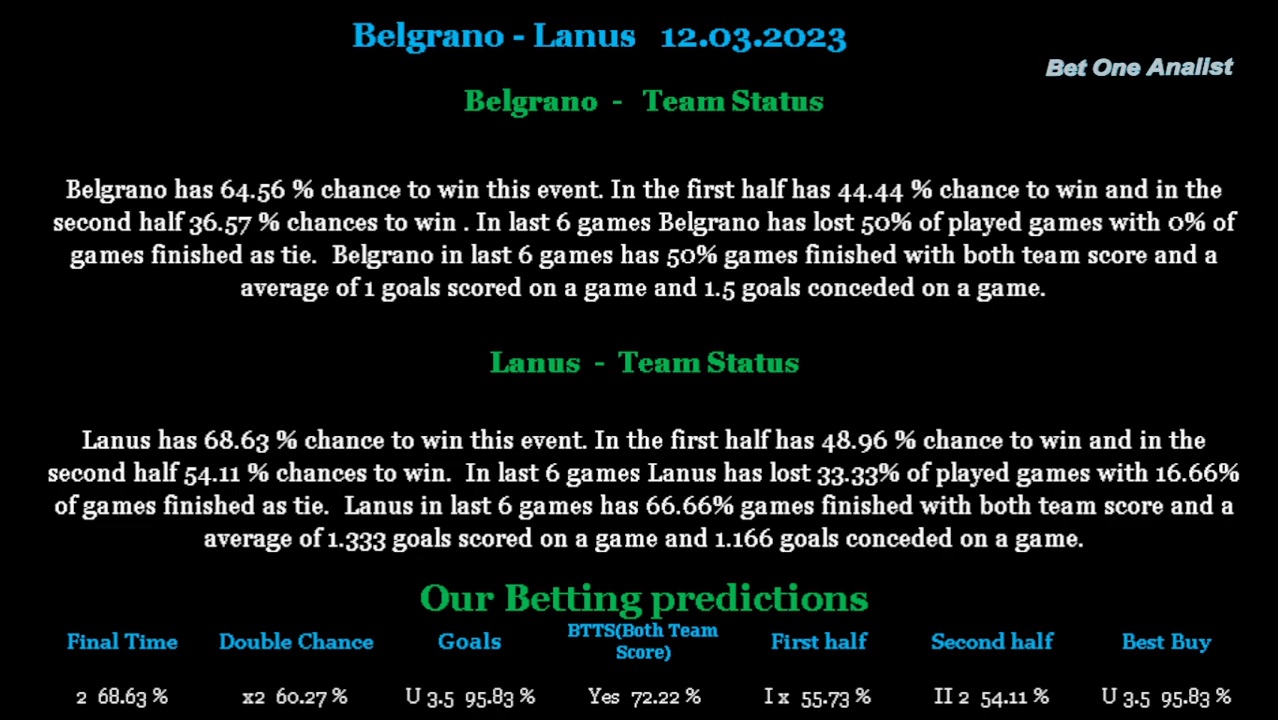 Belgrano - Lanus 12.03.2023
Bet One Analist
Belgrano - Team Status
Belgrano has 64.56 % chance to win this event. In the first half has 44.44 % chance to win and in the
second half 36.57 % chances to win . In last 6 games Belgrano has lost 50% of played games with 0% of
games finished as tie. Belgrano in last 6 games has 50% games finished with both team score and a
average of 1 goals scored on a game and 1.5 goals conceded on a game.
Lanus - Team Status
Lanus has 68.63 % chance to win this event. In the first half has 48.96 % chance to win and in the
second half 54.11 % chances to win. In last 6 games Lanus has lost 33.33% of played games with 16.66%
of games finished as tie. Lanus in last 6 games has 66.66% games finished with both team score and a
average of 1.333 goals scored on a game and 1.166 goals conceded on a game.
Our Betting predictions
Final Time Double Chance Goals BTTS(Both Team Score) First half Second half Best Buy
2 68.63 % x2 60.27 % U 3.5 95.83 % Yes 72.22 % I x 55.73 % II 2 54.11 % U 3.5 95.83 %